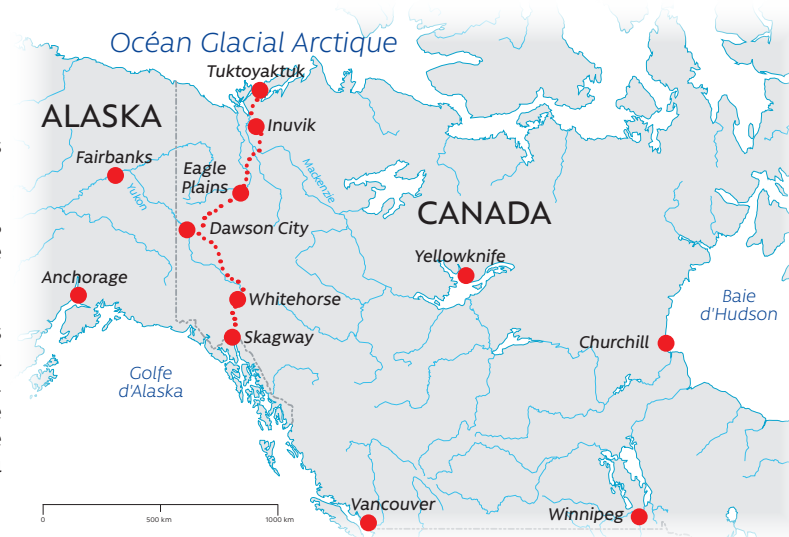 Océan Glacial Arctique
Tuktoyaktuk
ALASKA
Inuvik
Fairbanks
Eagle
Plains
Mackenzie
Yukon
CANADA
Dawson City
Yellowknife
Anchorage
Whitehorse
Baie
d'Hudson
Skagway
Churchill
Golfe
d'Alaska
Vancouver
Winnipeg
0 500 km 1000 km